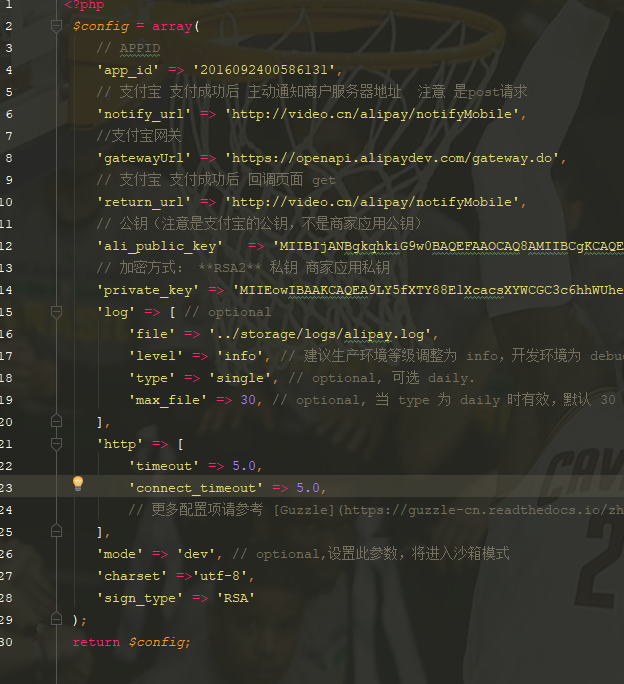 1 <?php
2 $config = array(
3 // APPID
4 'app_id' => '2016092400586131',
5 // 支付宝 支付成功后 主动通知商户服务器地址 注意 是post请求
6 'notify_url' => 'http://video.cn/alipay/notifyMobile',
7 //支付宝网关
8 'gatewayUrl' => 'https://openapi.alipaydev.com/gateway.do',
9 // 支付宝 支付成功后 回调页面 get
10 'return_url' => 'http://video.cn/alipay/notifyMobile',
11 // 公钥(注意是支付宝的公钥,不是商家应用公钥)
12 'ali_public_key' => 'MIIBIjANBgkqhkiG9w0BAQEFAAOCAQ8AMIIBCgKCAQE
13 // 加密方式: **RSA2** 私钥 商家应用私钥
14 'private_key' => 'MIIEowIBAAKCAQEA9LY5fXTY88ElXcacsXYWCGC3c6hhWUhe
15 'log' => [ // optional
16 'file' => '../storage/logs/alipay.log',
17 'level' => 'info', // 建议生产环境等级调整为 info,开发环境为 debu
18 'type' => 'single', // optional, 可选 daily.
19 'max_file' => 30, // optional, 当 type 为 daily 时有效,默认 30
20 ],
21 'http' => [
22 'timeout' => 5.0,
23 'connect_timeout' => 5.0,
24 // 更多配置项请参考 [Guzzle](https://guzzle-cn.readthedocs.io/zh
25 ],
26 'mode' => 'dev', // optional,设置此参数,将进入沙箱模式
27 'charset' =>'utf-8',
28 'sign_type' => 'RSA'
29 );
30 return $config;
CAV
2